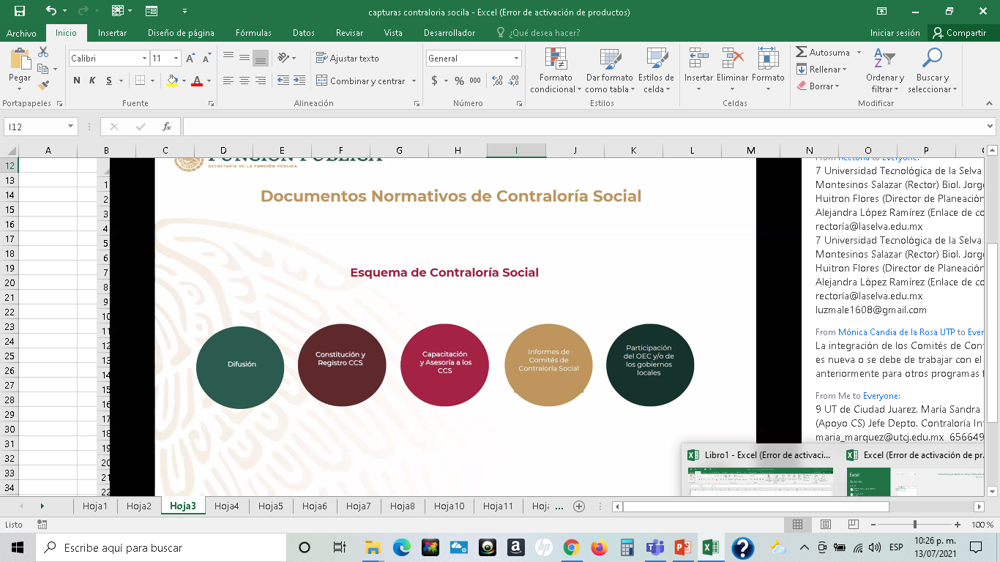 capturas contraloria socila - Excel (Error de activación de productos)
Archivo Inicio Insertar Diseño de página Fórmulas Datos Revisar Vista Desarrollador ¿Qué desea hacer? Iniciar sesión Compartir
Pegar
Calibri 11
N K S
Ajustar texto
Combinar y centrar
General
$ % 000
Formato condicional
Dar formato como tabla
Estilos de celda
Insertar Eliminar Formato
Autosuma
Rellenar
Borrar
Ordenar y filtrar
Buscar y seleccionar
Portapapeles Fuente Alineación Número Estilos Celdas Modificar
I12 fx
A B C D E F G H I J K L M N O P
12
13
14
15
16
17
18
19
20
21
22
23
24
25
26
27
28
29
30
31
32
33
34
1
2
3
4
5
6
7
8
9
10
11
12
13
14
15
16
17
18
19
20
21
FUNCIÓN PÚBLICA
SECRETARÍA DE LA FUNCIÓN PÚBLICA
Documentos Normativos de Contraloría Social
Esquema de Contraloría Social
Difusión
Constitución y
Registro CCS
Capacitación
y Asesoría a los
CCS
Informes de
Comités de
Contraloría Social
Participación
del OEC y/o de
los gobiernos
locales
From Rectoría to Everyone:
7 Universidad Tecnológica de la Selva
Montesinos Salazar (Rector) Biol. Jorge
Huitron Flores (Director de Planeación
Alejandra López Ramírez (Enlace de co
rectoría@laselva.edu.mx
7 Universidad Tecnológica de la Selva
Montesinos Salazar (Rector) Biol. Jorge
Huitron Flores (Director de Planeación
Alejandra López Ramírez (Enlace de co
rectoría@laselva.edu.mx
luzmale1608@gmail.com
From Mónica Candia de la Rosa UTP to Ever
La integración de los Comités de Con
es nueva o se debe de trabajar con el
anteriormente para otros programas f
From Me to Everyone:
9 UT de Ciudad Juarez. María Sandra
(Apoyo CS) Jefe Depto. Contraloría In
maria_marquez@utcj.edu.mx 656649
Libro1 - Excel (Error de activaci...
Excel (Error de activación de pr...
Hoja1 Hoja2 Hoja3 Hoja4 Hoja5 Hoja6 Hoja7 Hoja8 Hoja10 Hoja11 Hoja ...
Listo 100 %
Escribe aquí para buscar
ESP
10:26 p. m.
13/07/2021